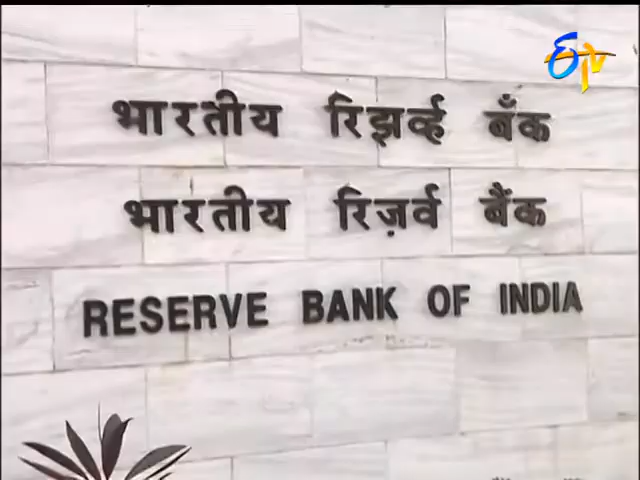 भारतीय रिझर्व्ह बँक
भारतीय रिज़र्व बैंक
RESERVE BANK OF INDIA
ETV